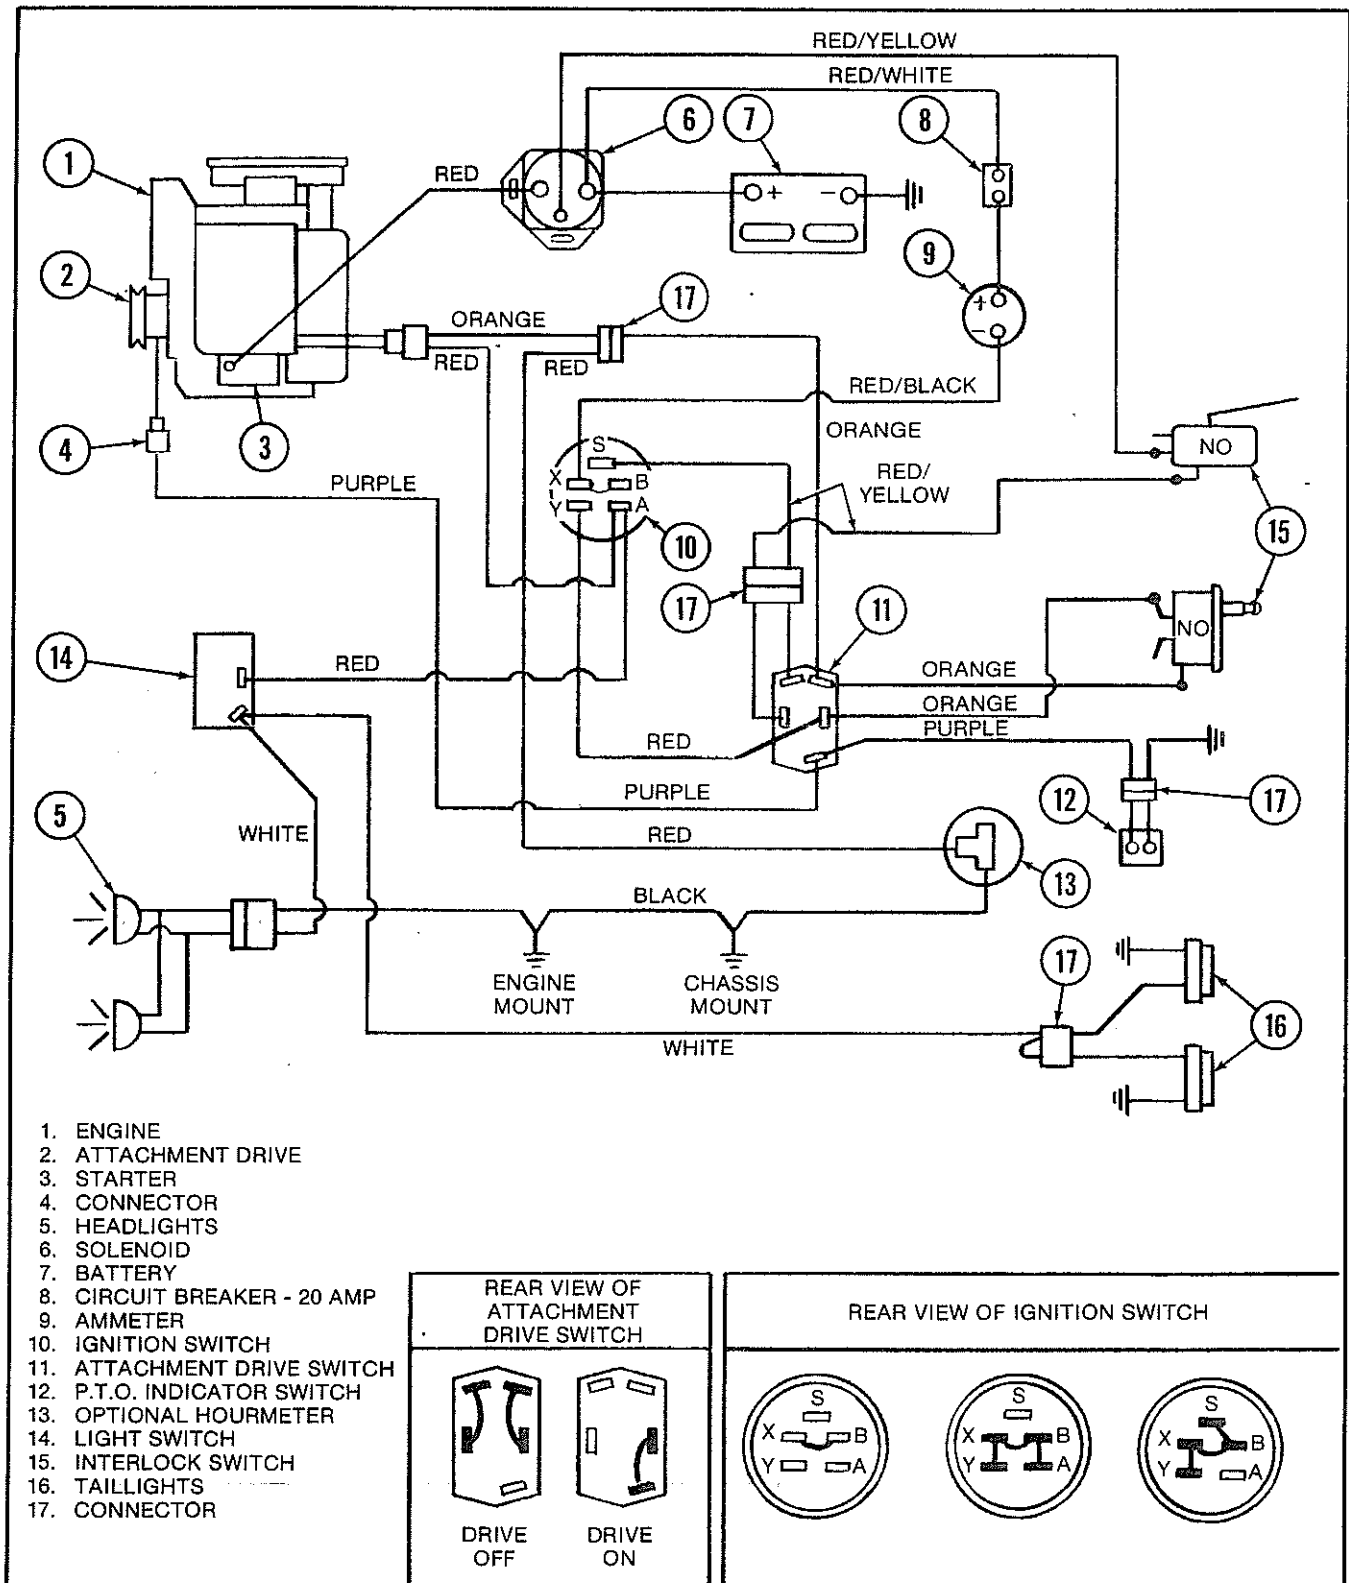 RED/YELLOW
RED/WHITE
6
7
8
1
RED
+
−
2
9
17
+
ORANGE
−
RED
RED
RED/BLACK
4
3
S
ORANGE
NO
PURPLE
X
B
RED/
YELLOW
Y
A
10
15
17
11
NO
14
RED
ORANGE
ORANGE
RED
PURPLE
PURPLE
12
17
5
WHITE
RED
13
BLACK
17
ENGINE
MOUNT
CHASSIS
MOUNT
16
WHITE
1. ENGINE
2. ATTACHMENT DRIVE
3. STARTER
4. CONNECTOR
5. HEADLIGHTS
6. SOLENOID
7. BATTERY
8. CIRCUIT BREAKER - 20 AMP
9. AMMETER
10. IGNITION SWITCH
11. ATTACHMENT DRIVE SWITCH
12. P.T.O. INDICATOR SWITCH
13. OPTIONAL HOURMETER
14. LIGHT SWITCH
15. INTERLOCK SWITCH
16. TAILLIGHTS
17. CONNECTOR
REAR VIEW OF
ATTACHMENT
DRIVE SWITCH
DRIVE
OFF
DRIVE
ON
REAR VIEW OF IGNITION SWITCH
S
X
B
Y
A
S
X
B
Y
A
S
X
B
Y
A